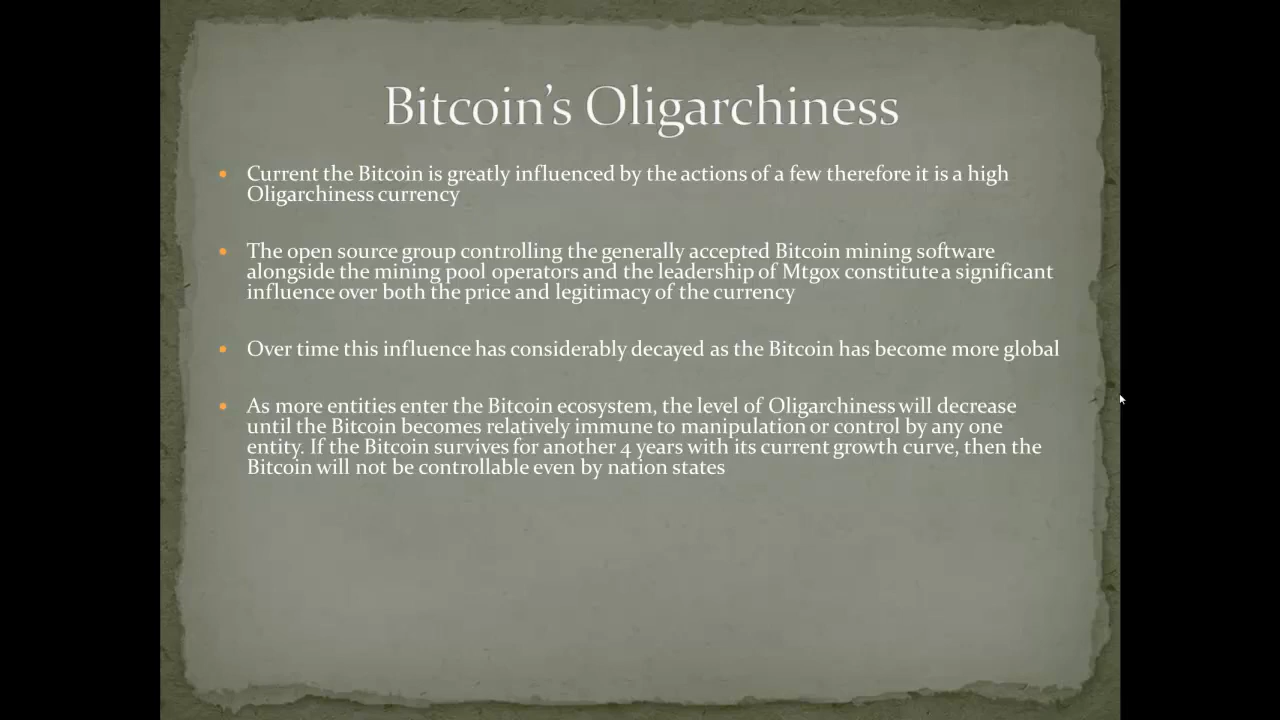 Bitcoin's Oligarchiness
• Current the Bitcoin is greatly influenced by the actions of a few therefore it is a high
Oligarchiness currency
• The open source group controlling the generally accepted Bitcoin mining software
alongside the mining pool operators and the leadership of Mtgox constitute a significant
influence over both the price and legitimacy of the currency
• Over time this influence has considerably decayed as the Bitcoin has become more global
• As more entities enter the Bitcoin ecosystem, the level of Oligarchiness will decrease
until the Bitcoin becomes relatively immune to manipulation or control by any one
entity. If the Bitcoin survives for another 4 years with its current growth curve, then the
Bitcoin will not be controllable even by nation states